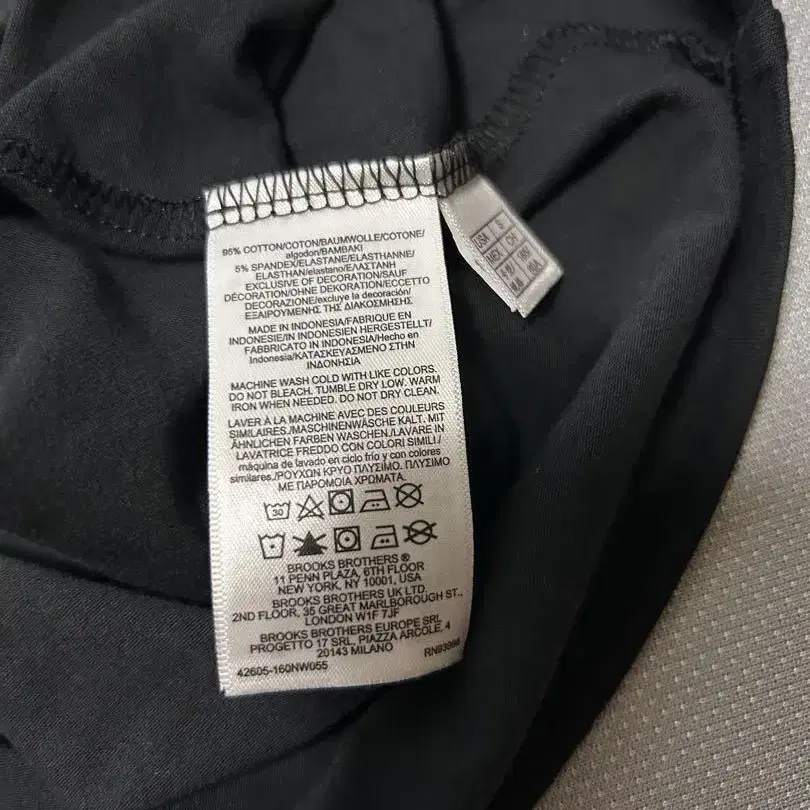 95% COTTON/COTON/BAUMWOLLE/COTONE/
algodon/BAMBAKI
5% SPANDEX/ELASTANE/ELASTHANNE/
ELASTHAN/elastano/ΕΛΑΣΤΑΝΗ
EXCLUSIVE OF DECORATION/SAUF
DÉCORATION/OHNE DEKORATION/ECCETTO
DECORAZIONE/excluye la decoración/
ΕΞΑΙΡΟΥΜΕΝΗΣ ΤΗΣ ΔΙΑΚΟΣΜΗΣΗΣ
MADE IN INDONESIA/FABRIQUE EN
INDONESIE/IN INDONESIEN HERGESTELLT/
FABBRICATO IN INDONESIA/Hecho en
Indonesia/ΚΑΤΑΣΚΕΥΑΣΜΕΝΟ ΣΤΗΝ
ΙΝΔΟΝΗΣΙΑ
MACHINE WASH COLD WITH LIKE COLORS.
DO NOT BLEACH. TUMBLE DRY LOW. WARM
IRON WHEN NEEDED. DO NOT DRY CLEAN.
LAVER À LA MACHINE AVEC DES COULEURS
SIMILAIRES./MASCHINENWÄSCHE KALT. MIT
ÄHNLICHEN FARBEN WASCHEN./LAVARE IN
LAVATRICE FREDDO CON COLORI SIMILI./
máquina de lavado en ciclo frío y con colores
similares./ΡΟΥΧΩΝ ΚΡΥΟ ΠΛΥΣΙΜΟ. ΠΛΥΣΙΜΟ
ΜΕ ΠΑΡΟΜΟΙΑ ΧΡΩΜΑΤΑ.
30
BROOKS BROTHERS ®
11 PENN PLAZA, 6TH FLOOR
NEW YORK, NY 10001, USA
BROOKS BROTHERS UK LTD
2ND FLOOR, 35 GREAT MARLBOROUGH ST.,
LONDON W1F 7JF
BROOKS BROTHERS EUROPE SRL
PROGETTO 17 SRL, PIAZZA ARCOLE, 4
20143 MILANO
42605-160NW055
USA S
MEX CN